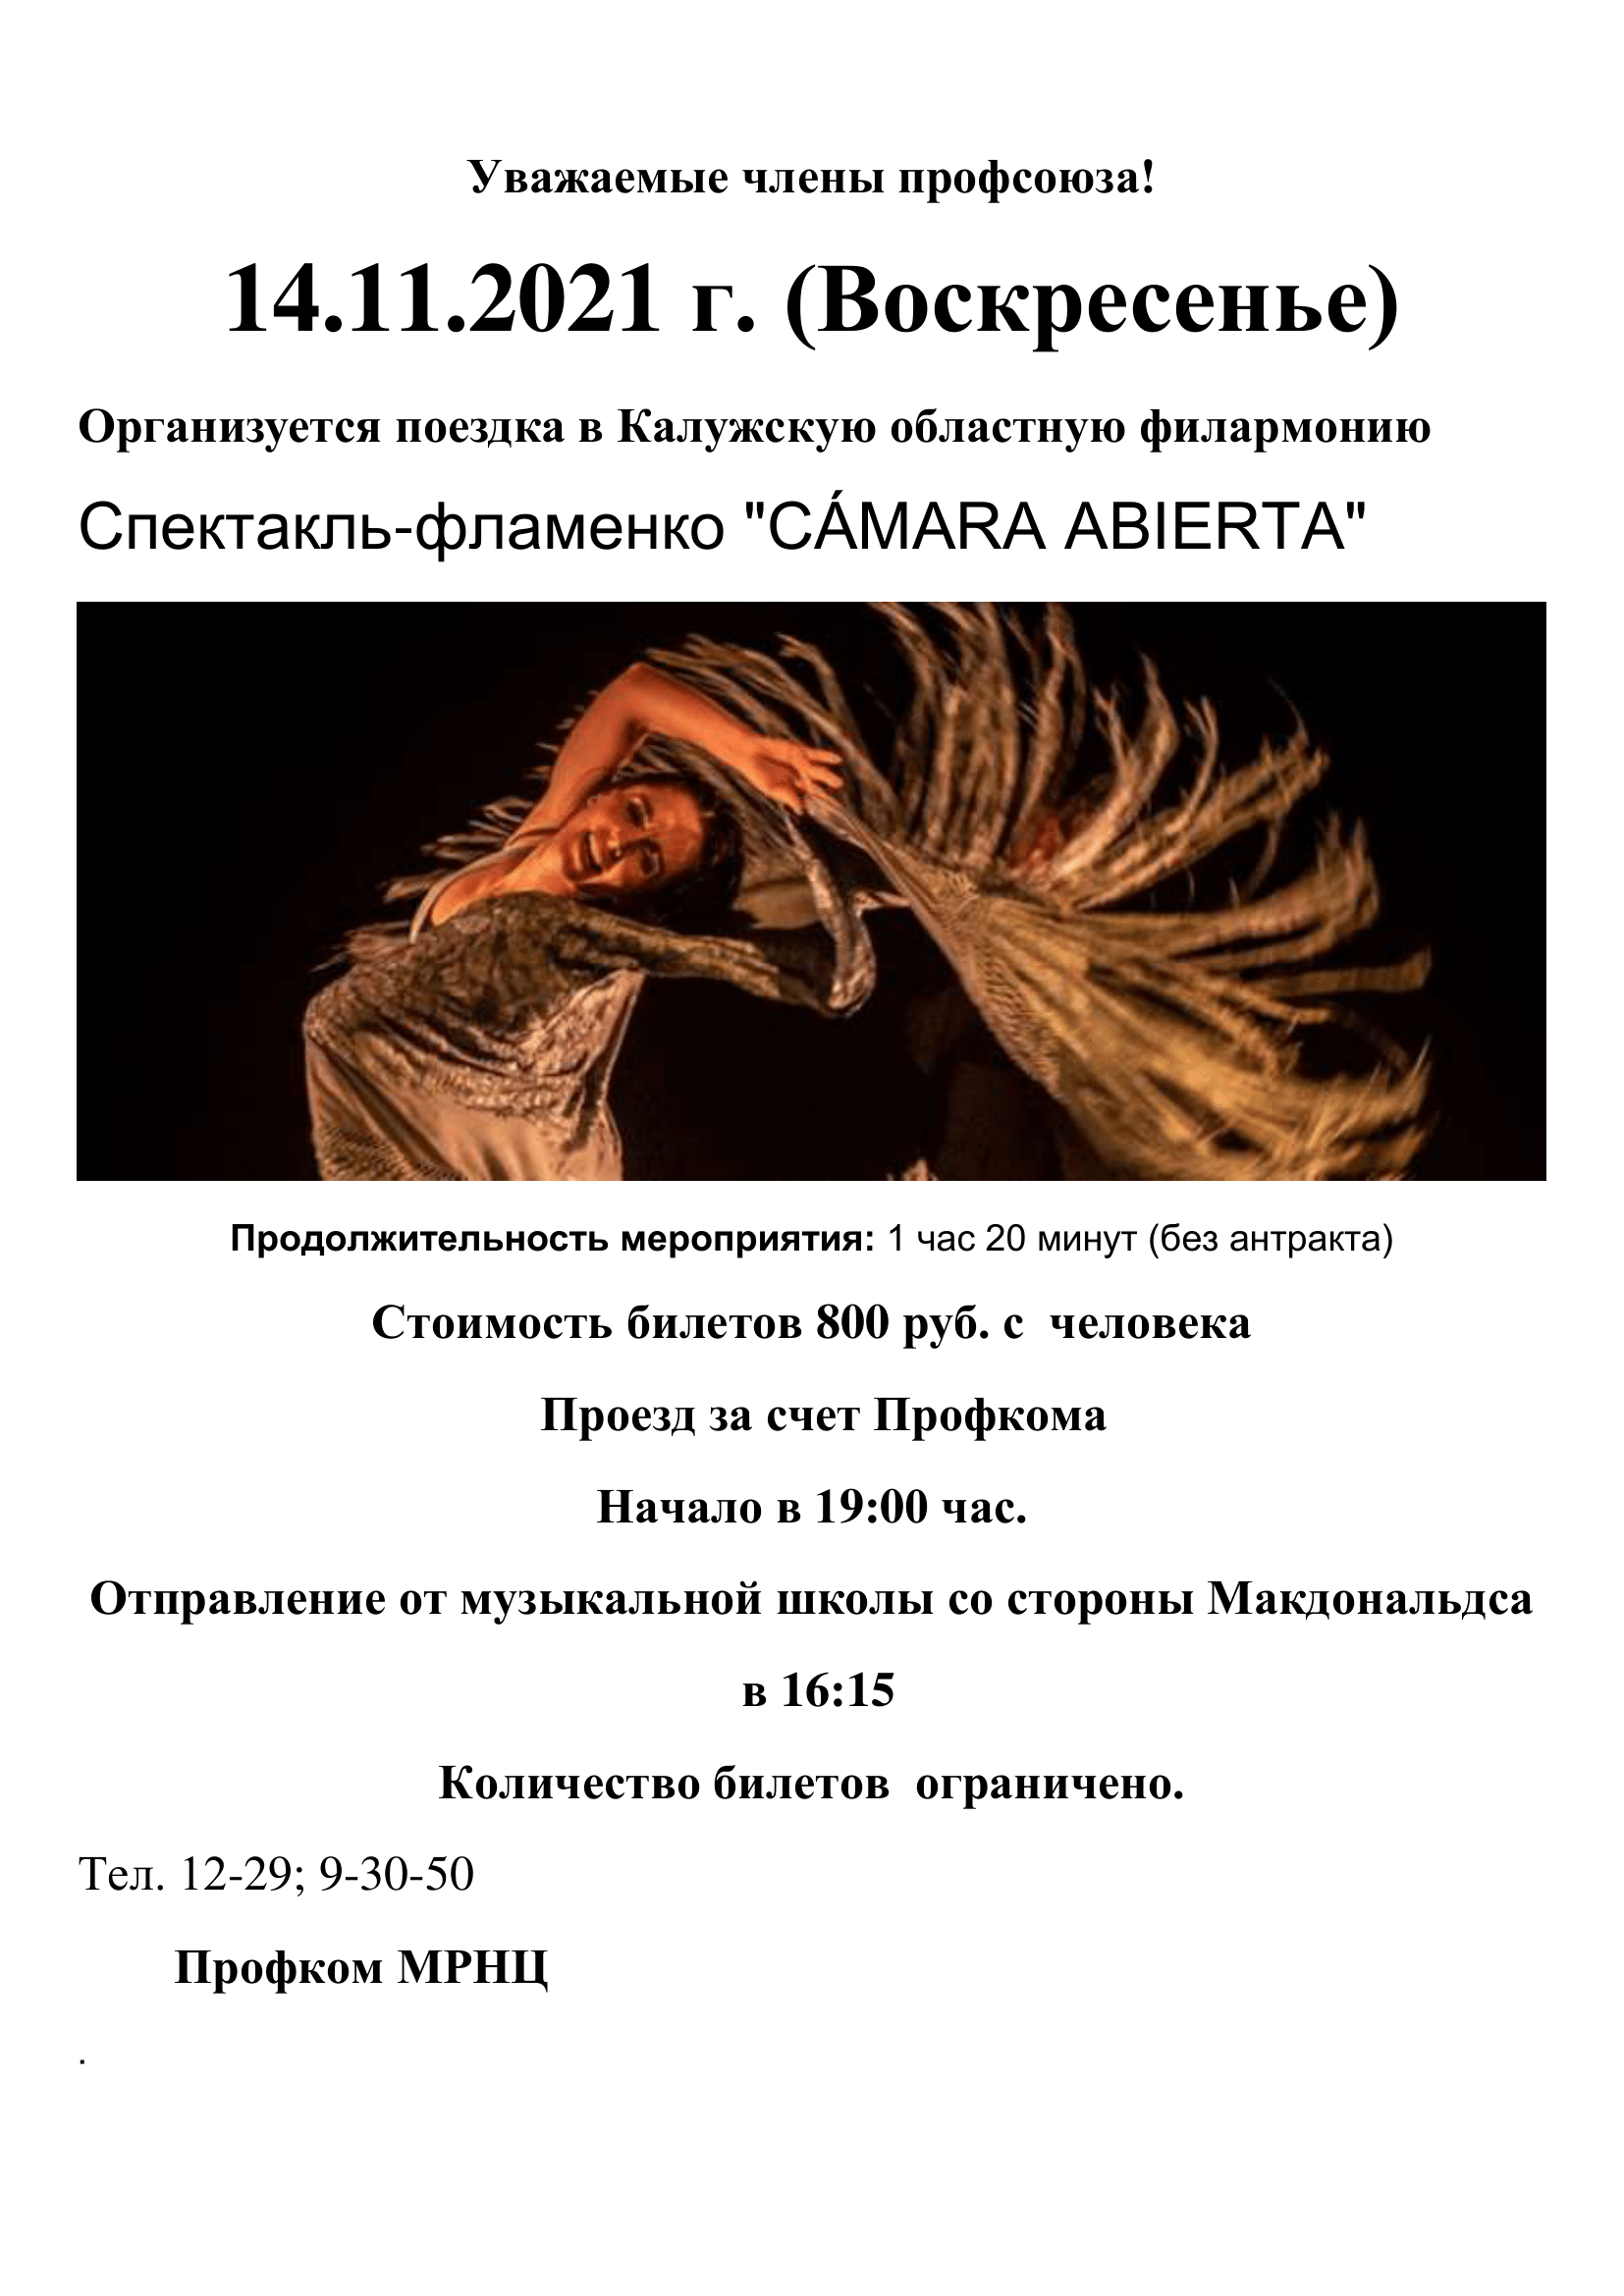 Уважаемые члены профсоюза!
14.11.2021 г. (Воскресенье)
Организуется поездка в Калужскую областную филармонию
Спектакль-фламенко "CÁMARA ABIERTA"
Продолжительность мероприятия: 1 час 20 минут (без антракта)
Стоимость билетов 800 руб. с  человека
Проезд за счет Профкома
Начало в 19:00 час.
Отправление от музыкальной школы со стороны Макдональдса
в 16:15
Количество билетов  ограничено.
Тел. 12-29; 9-30-50
Профком МРНЦ
.